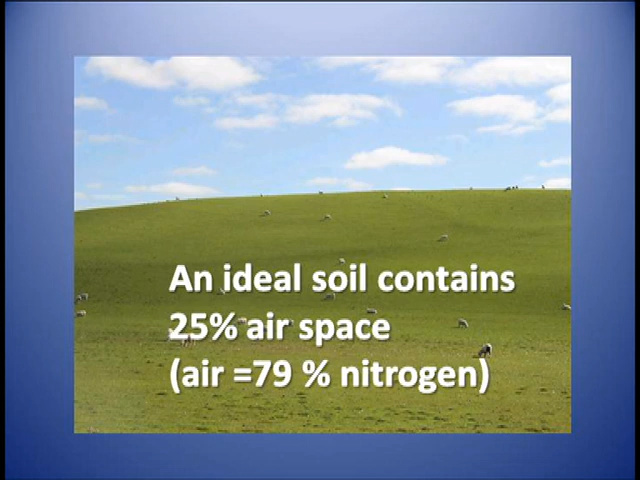 An ideal soil contains
25% air space
(air =79 % nitrogen)